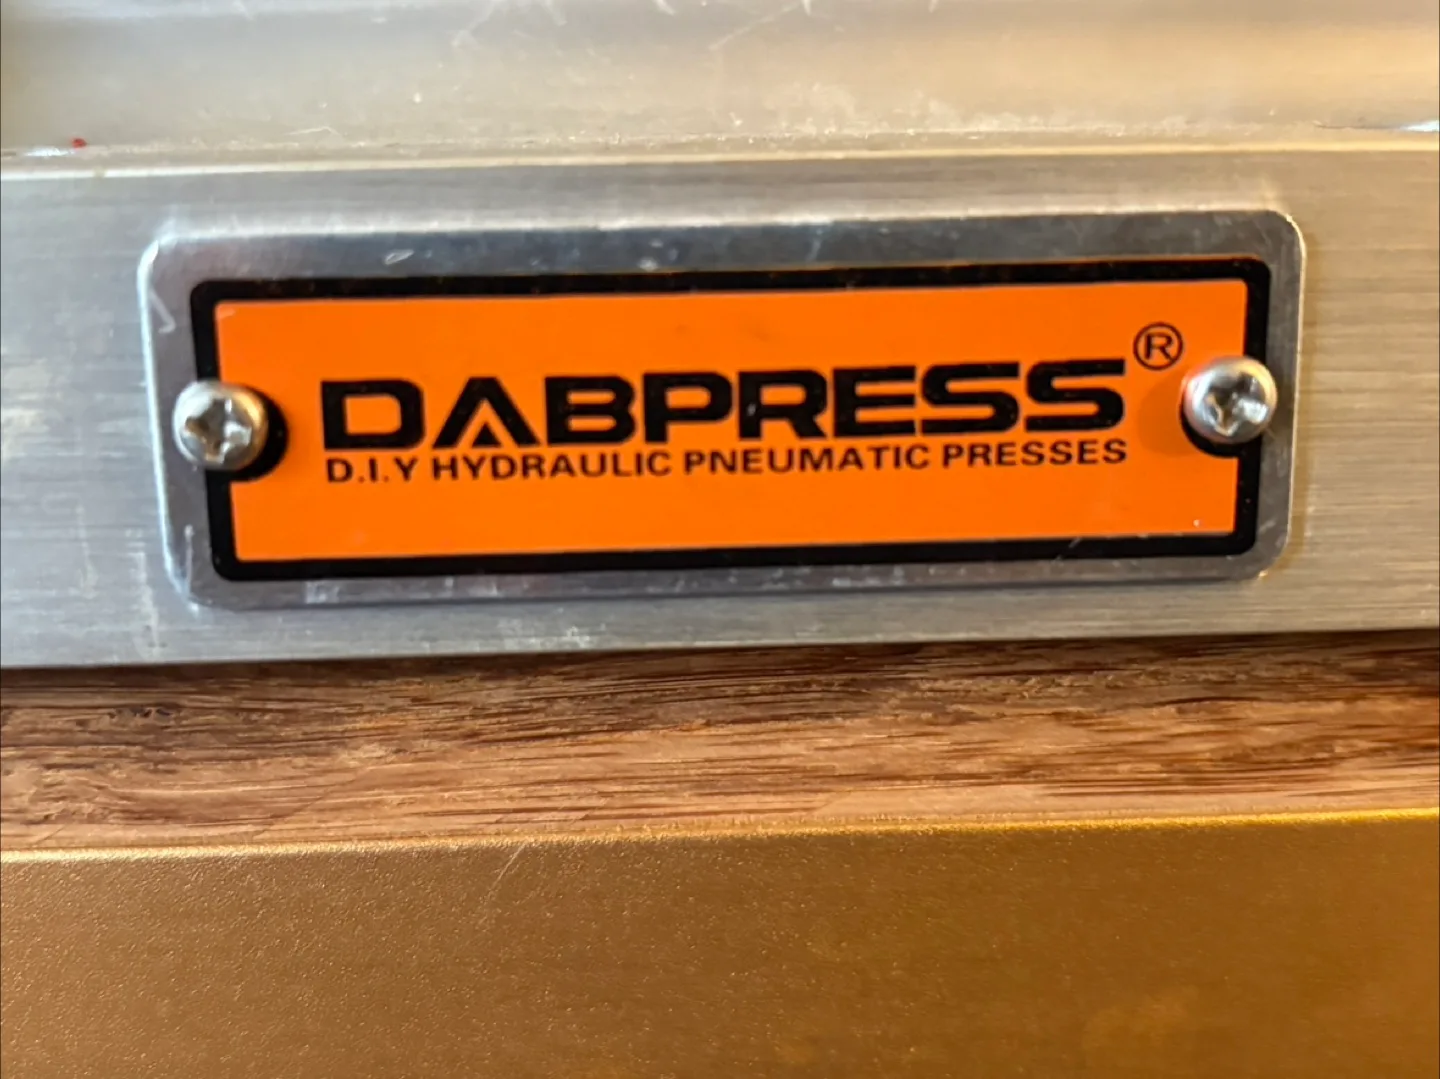 DABPRESS®
D.I.Y HYDRAULIC PNEUMATIC PRESSES